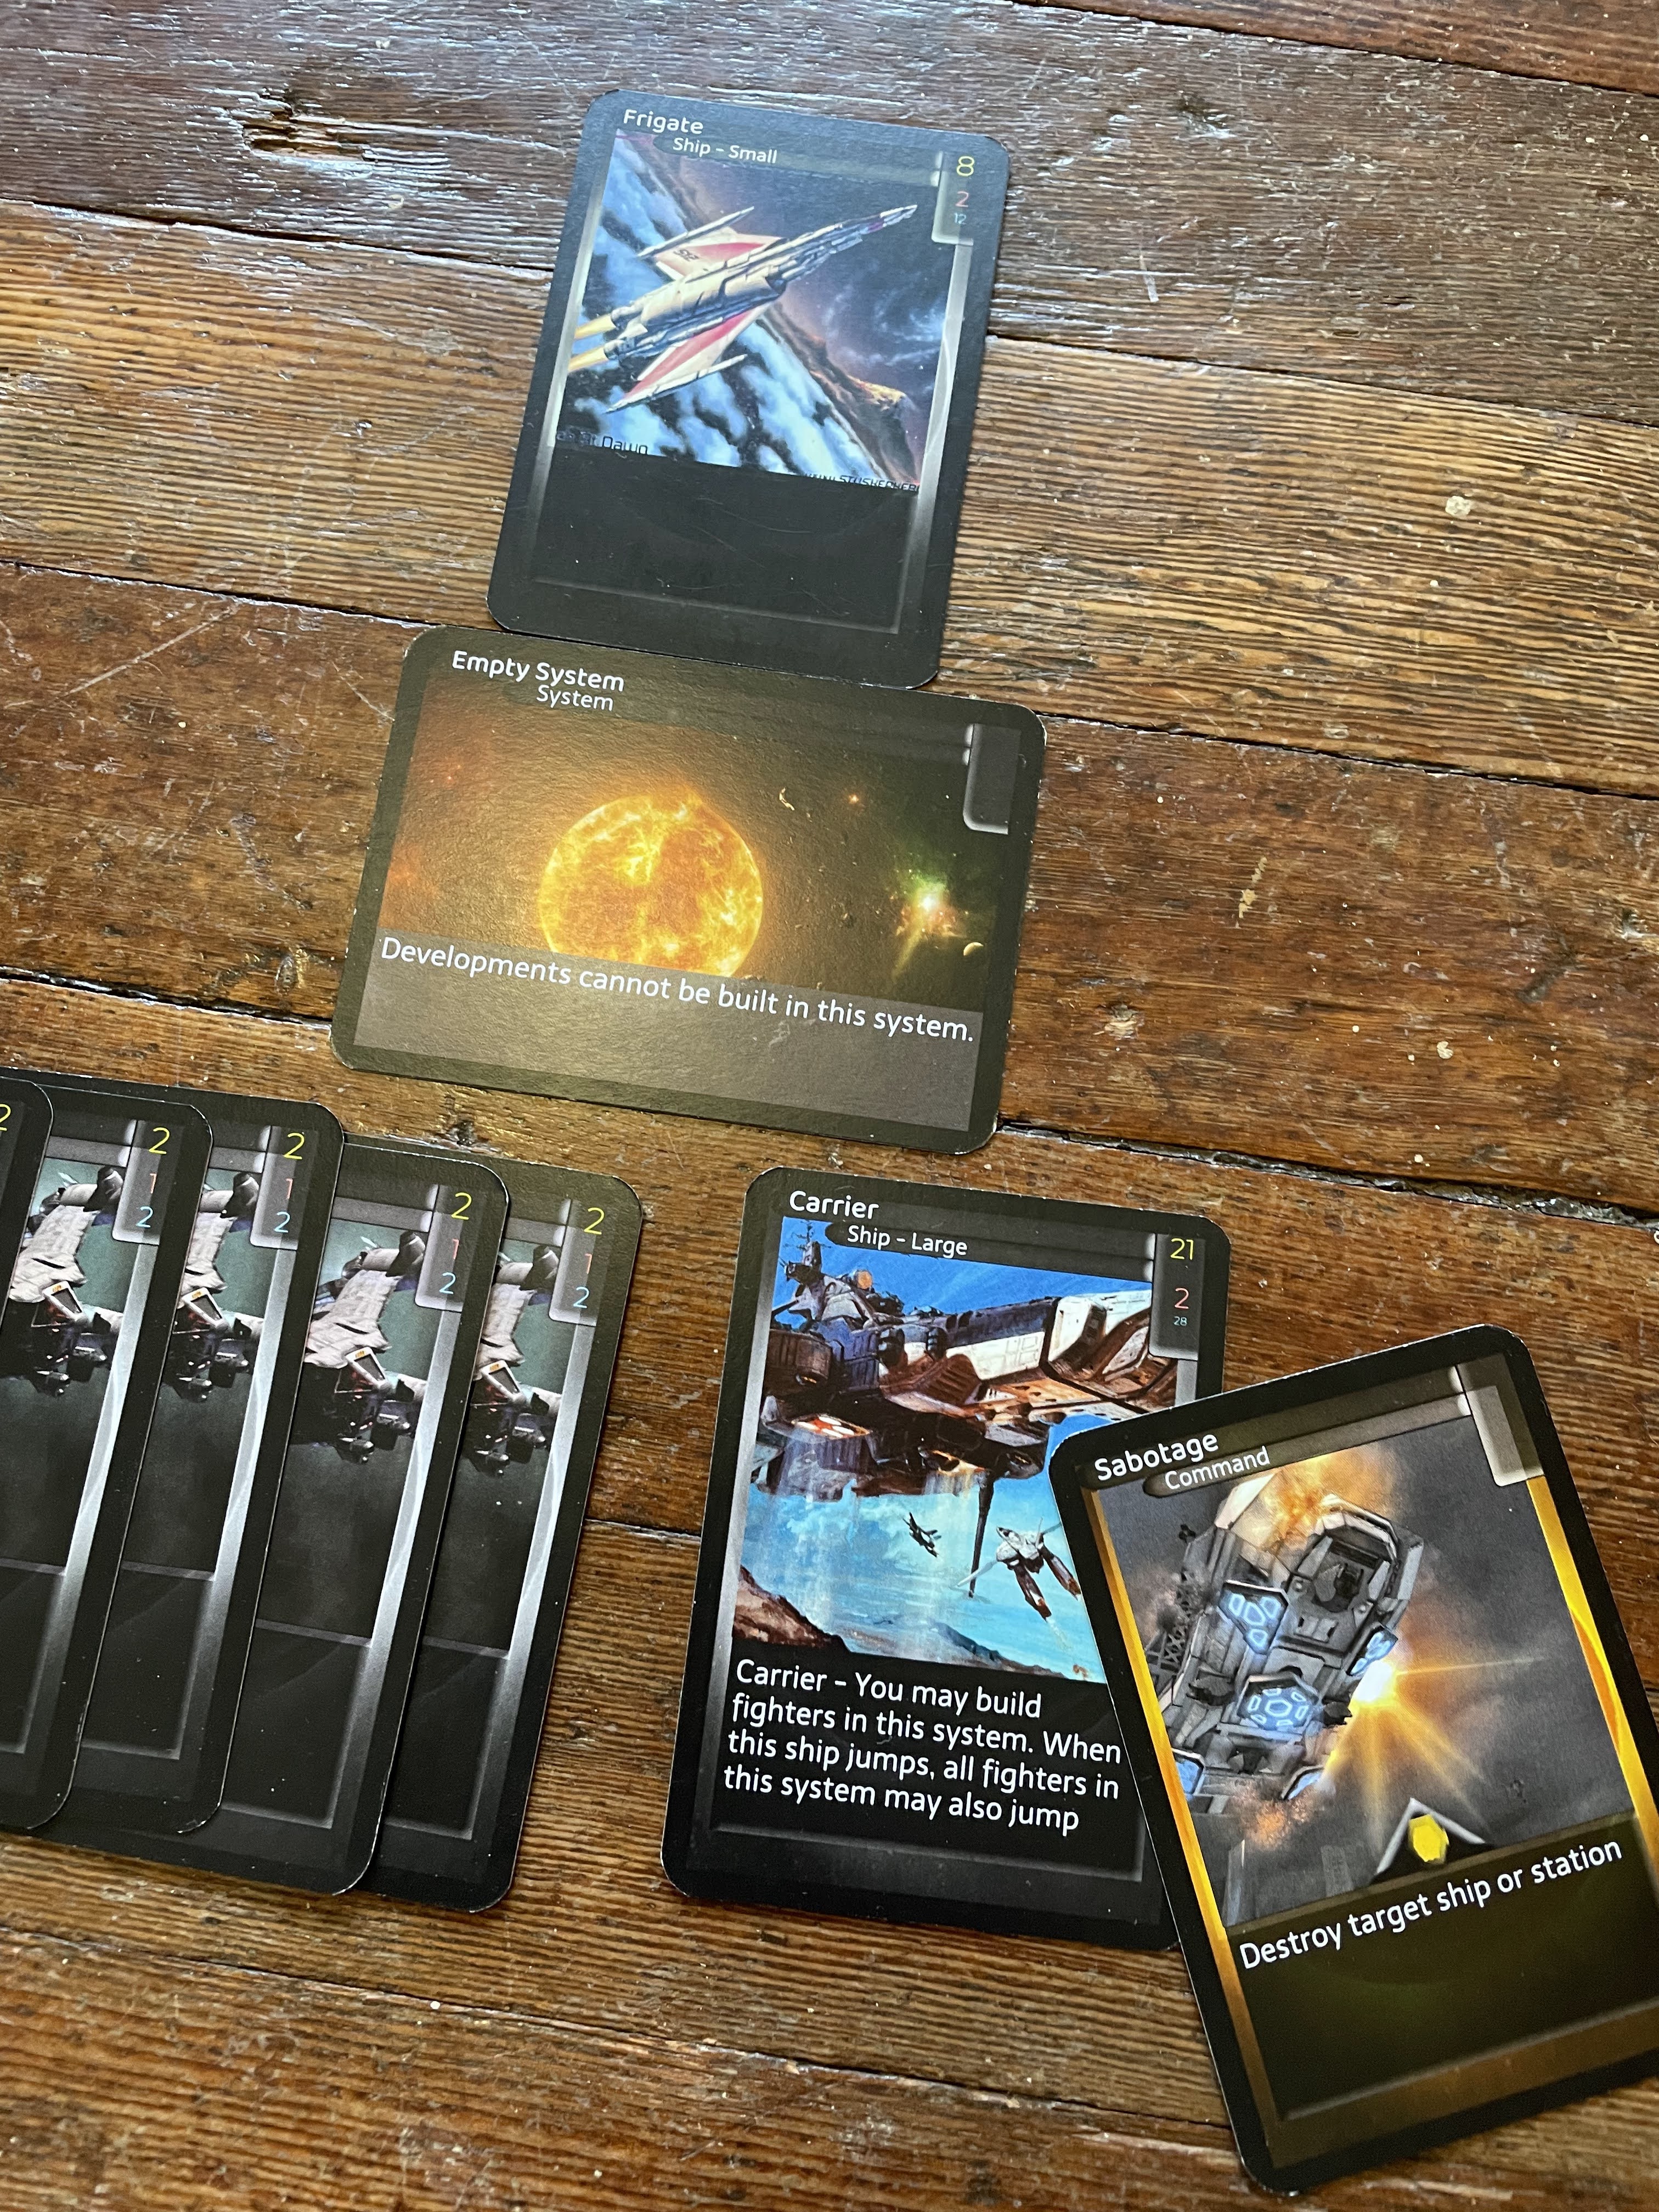 Frigate
Ship - Small
8
2
12
Empty System
System
Developments cannot be built in this system.
2
2
1
2
2
1
2
2
1
2
2
1
2
Carrier
Ship - Large
21
2
28
Carrier - You may build
fighters in this system. When
this ship jumps, all fighters in
this system may also jump
Sabotage
Command
Destroy target ship or station